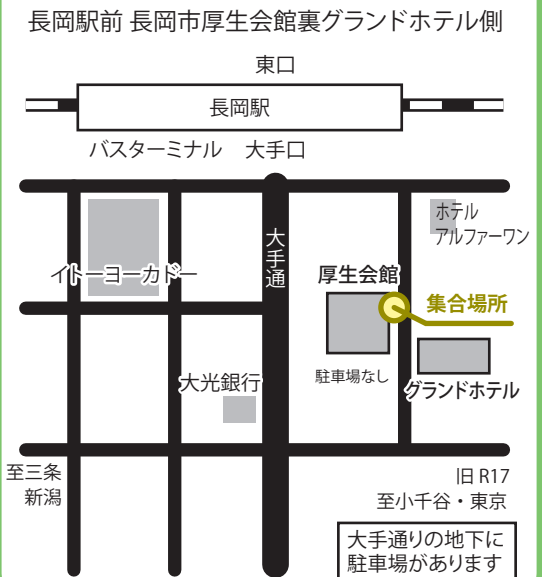 長岡駅前 長岡市厚生会館裏グランドホテル側
東口
長岡駅
バスターミナル 大手口
ホテル
アルファーワン
大手通
イトーヨーカドー
厚生会館
集合場所
駐車場なし
グランドホテル
大光銀行
至三条
新潟
旧 R17
至小千谷・東京
大手通りの地下に
駐車場があります